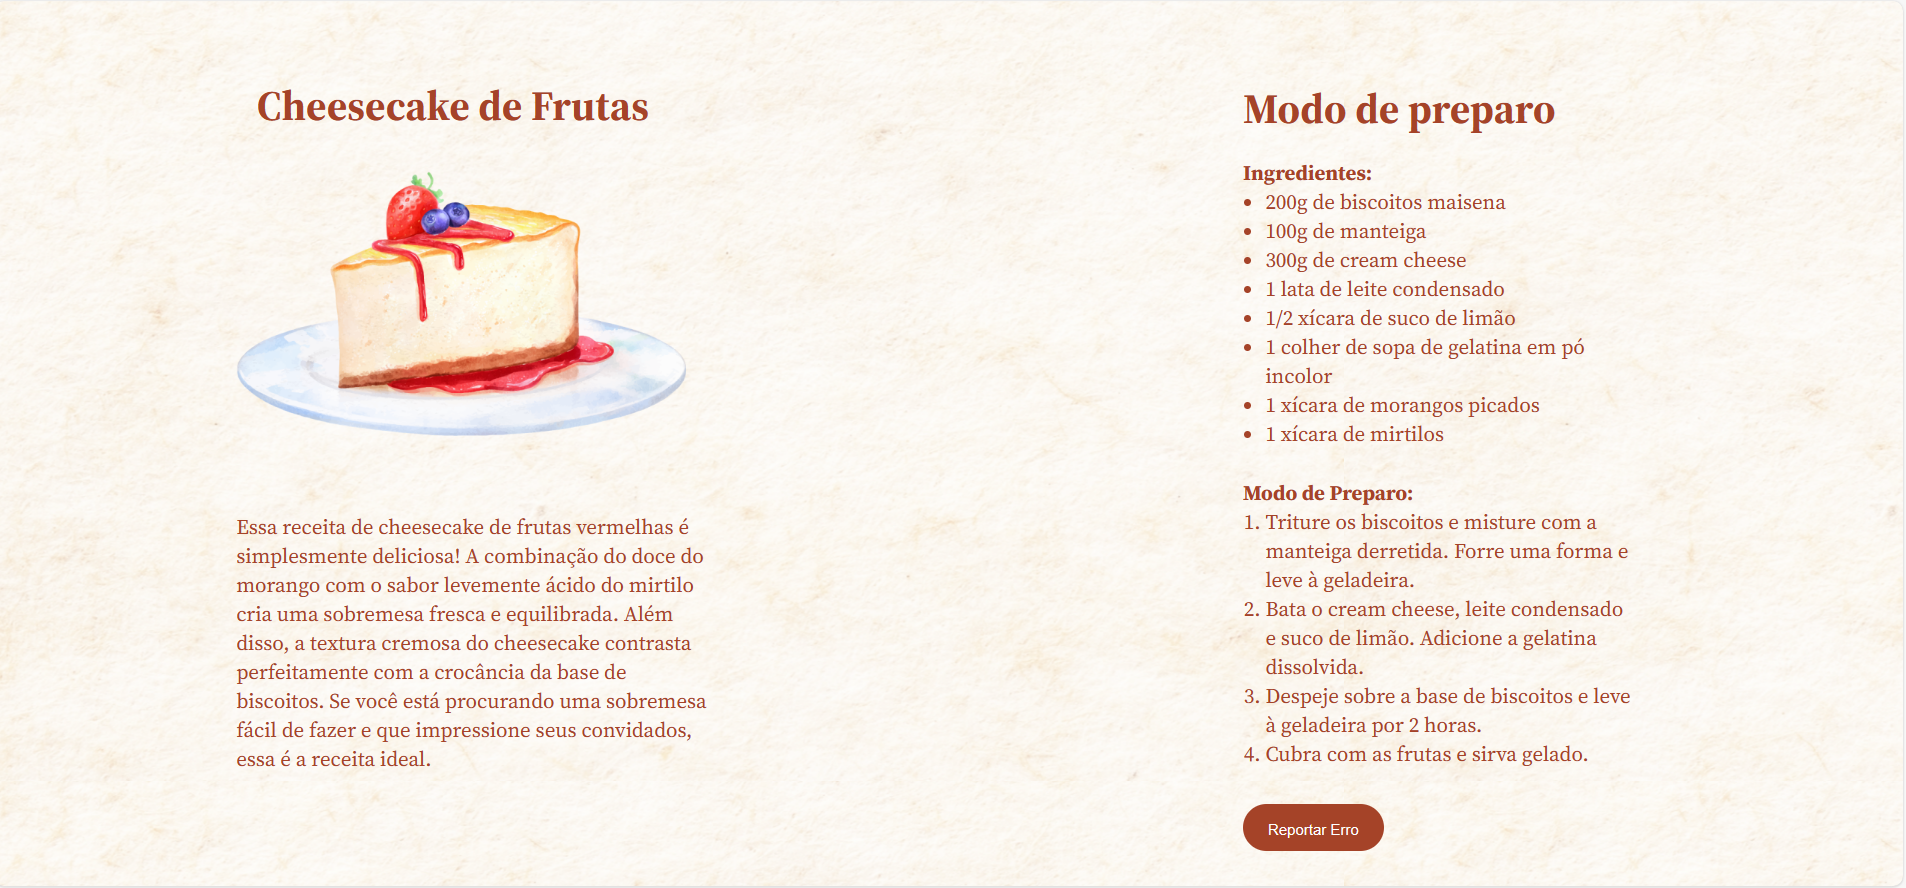 Cheesecake de Frutas
Essa receita de cheesecake de frutas vermelhas é
simplesmente deliciosa! A combinação do doce do
morango com o sabor levemente ácido do mirtilo
cria uma sobremesa fresca e equilibrada. Além
disso, a textura cremosa do cheesecake contrasta
perfeitamente com a crocância da base de
biscoitos. Se você está procurando uma sobremesa
fácil de fazer e que impressione seus convidados,
essa é a receita ideal.
Modo de preparo
Ingredientes:
• 200g de biscoitos maisena
• 100g de manteiga
• 300g de cream cheese
• 1 lata de leite condensado
• 1/2 xícara de suco de limão
• 1 colher de sopa de gelatina em pó
incolor
• 1 xícara de morangos picados
• 1 xícara de mirtilos
Modo de Preparo:
1. Triture os biscoitos e misture com a
manteiga derretida. Forre uma forma e
leve à geladeira.
2. Bata o cream cheese, leite condensado
e suco de limão. Adicione a gelatina
dissolvida.
3. Despeje sobre a base de biscoitos e leve
à geladeira por 2 horas.
4. Cubra com as frutas e sirva gelado.
Reportar Erro